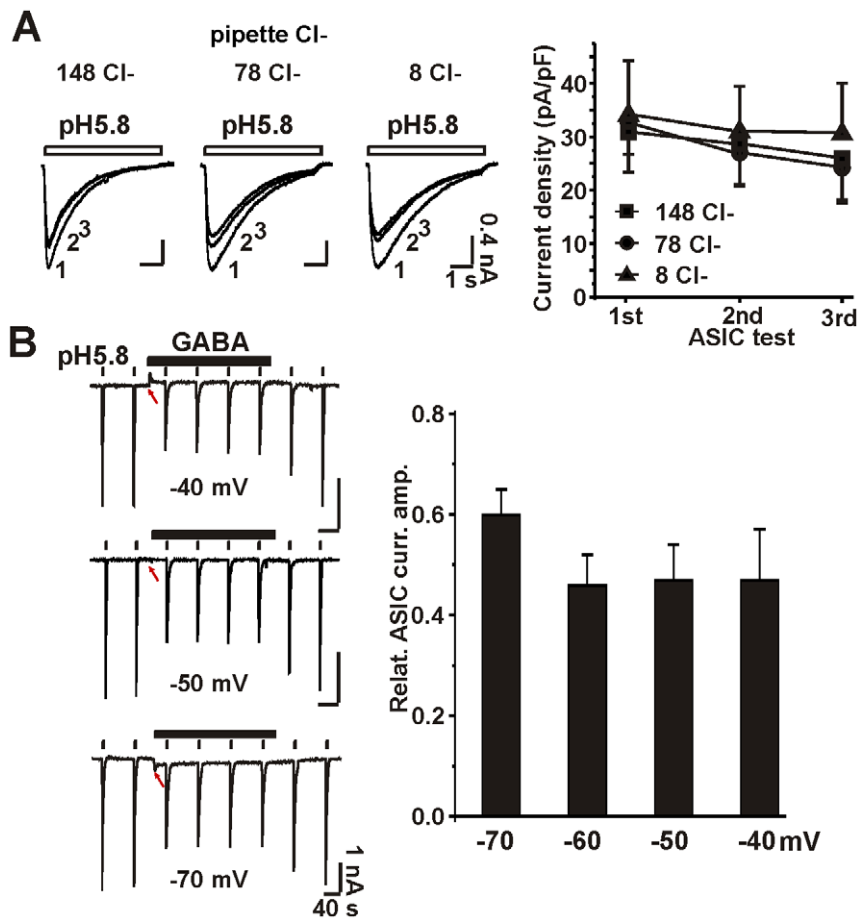 A
pipette Cl-
148 Cl-
78 Cl-
8 Cl-
pH5.8
pH5.8
pH5.8
1
2
3
1
2
3
1
2
3
1 s
0.4 nA
Current density (pA/pF)
40
30
20
10
0
148 Cl-
78 Cl-
8 Cl-
1st
2nd
3rd
ASIC test
B
pH5.8
GABA
-40 mV
-50 mV
-70 mV
1 nA
40 s
Relat. ASIC curr. amp.
0.8
0.6
0.4
0.2
0.0
-70
-60
-50
-40 mV